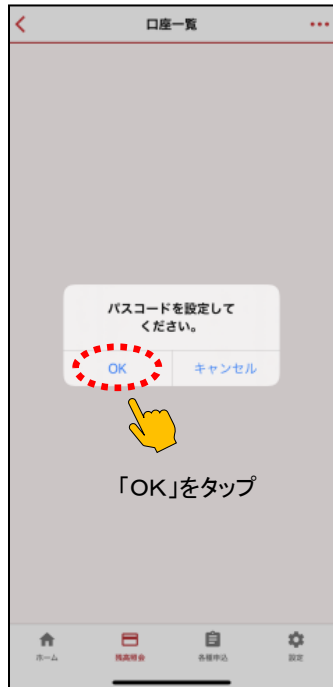 口座一覧
パスコードを設定して
ください。
OK
キャンセル
「OK」をタップ
ホーム
残高照会
各種申込
設定